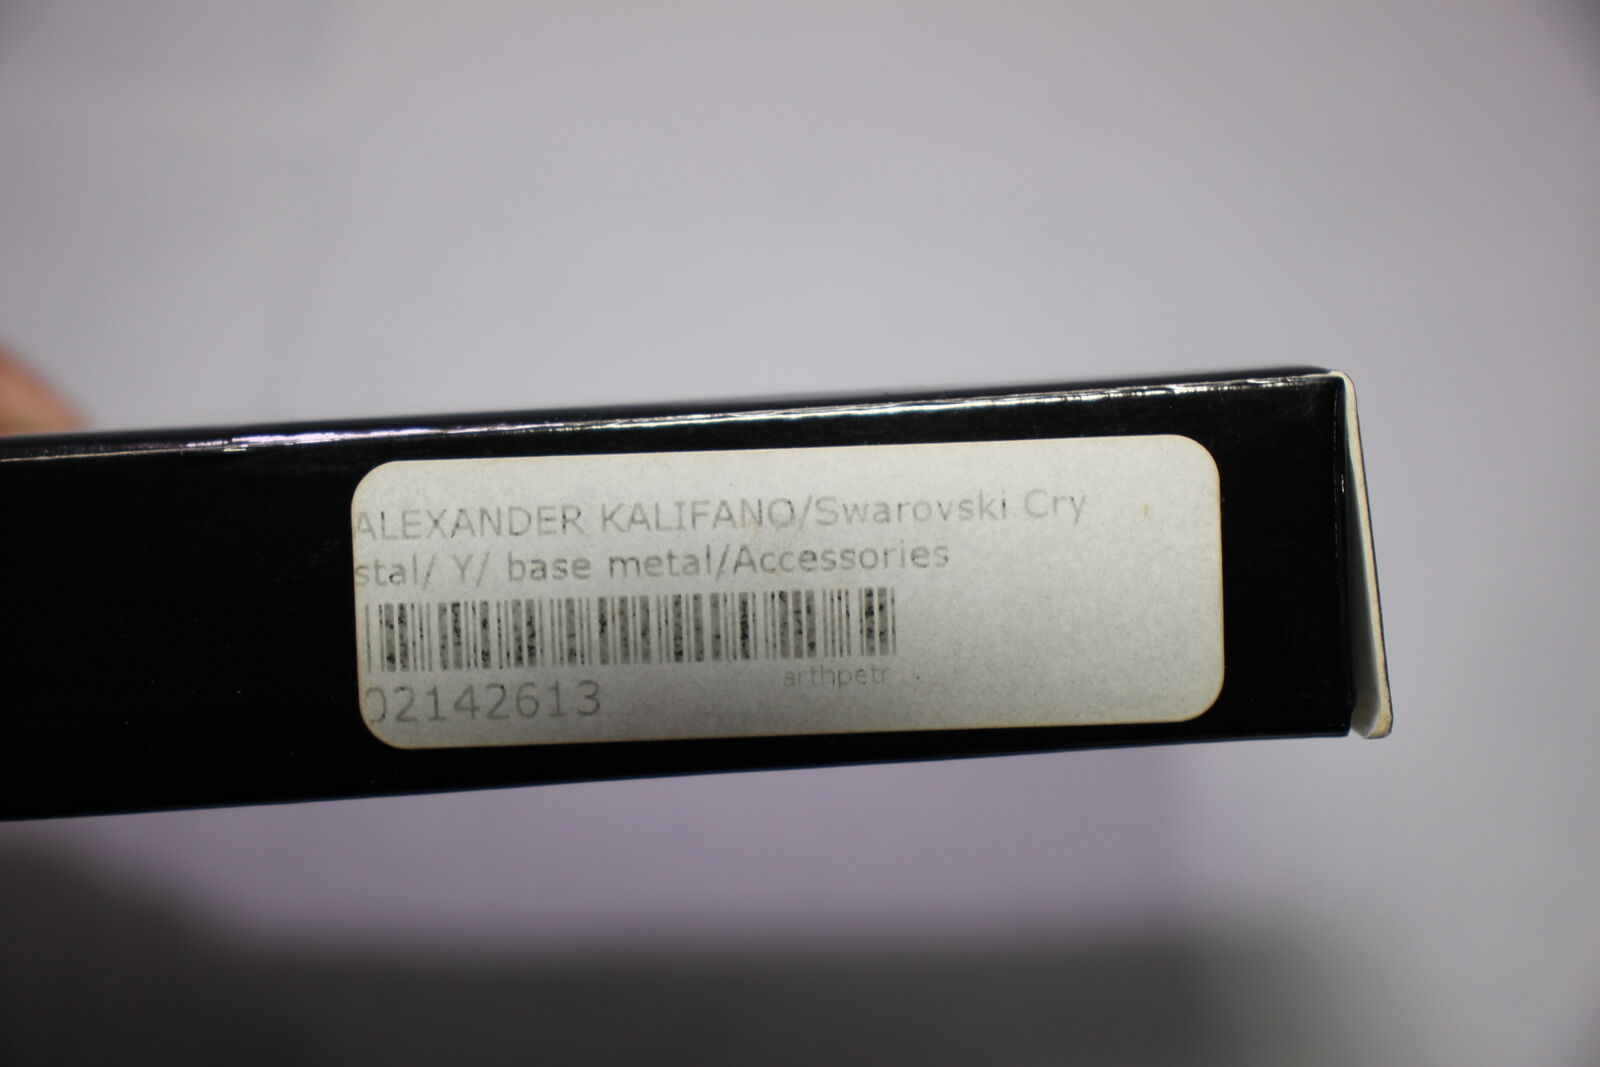 ALEXANDER KALIFANO/Swarovski Cry
stal/ Y/ base metal/Accessories
arthpetr
02142613